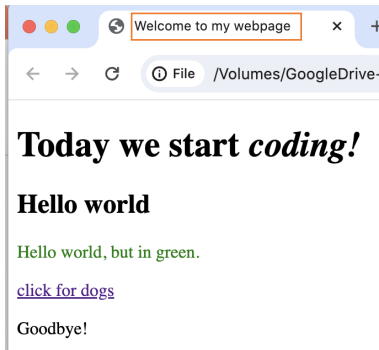 Welcome to my webpage
File /Volumes/GoogleDrive-
Today we start coding!
Hello world
Hello world, but in green.
click for dogs
Goodbye!